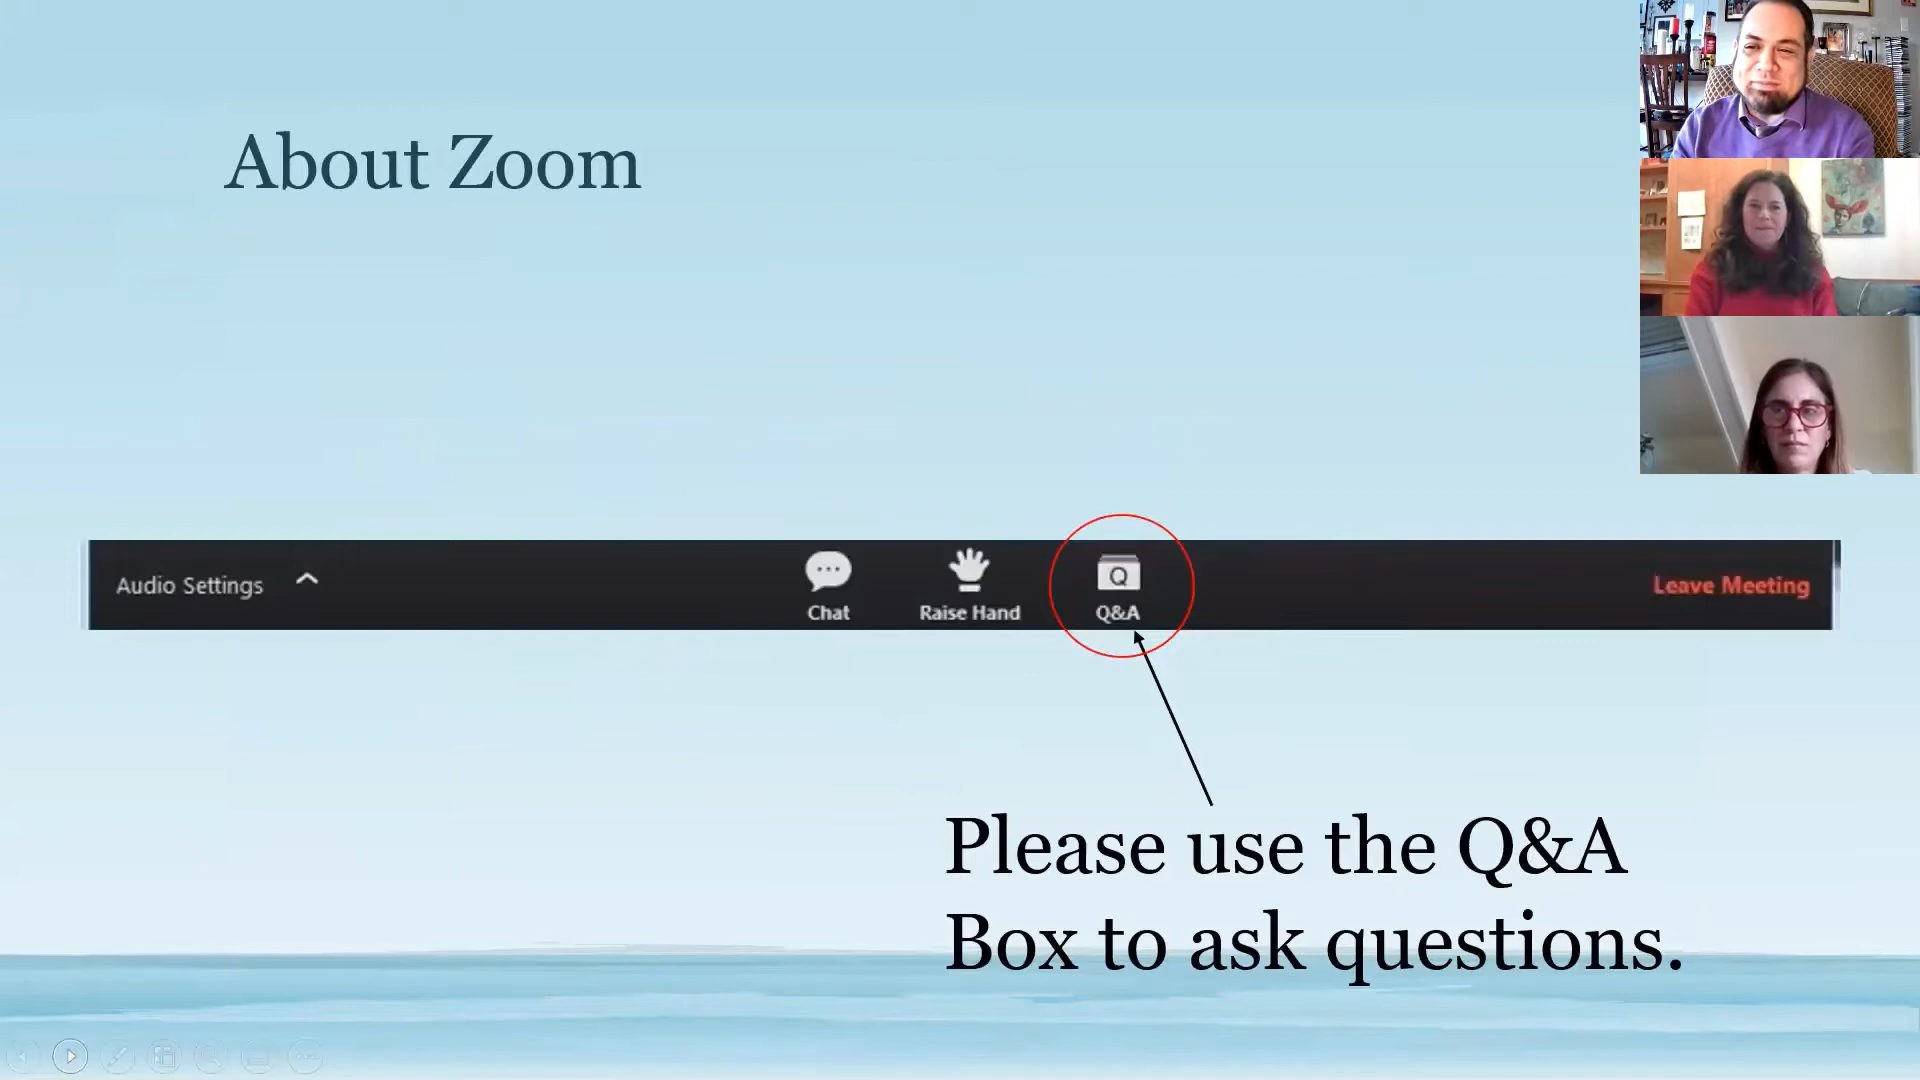 About Zoom
Audio Settings
Chat
Raise Hand
Q
Q&A
Leave Meeting
Please use the Q&A
Box to ask questions.